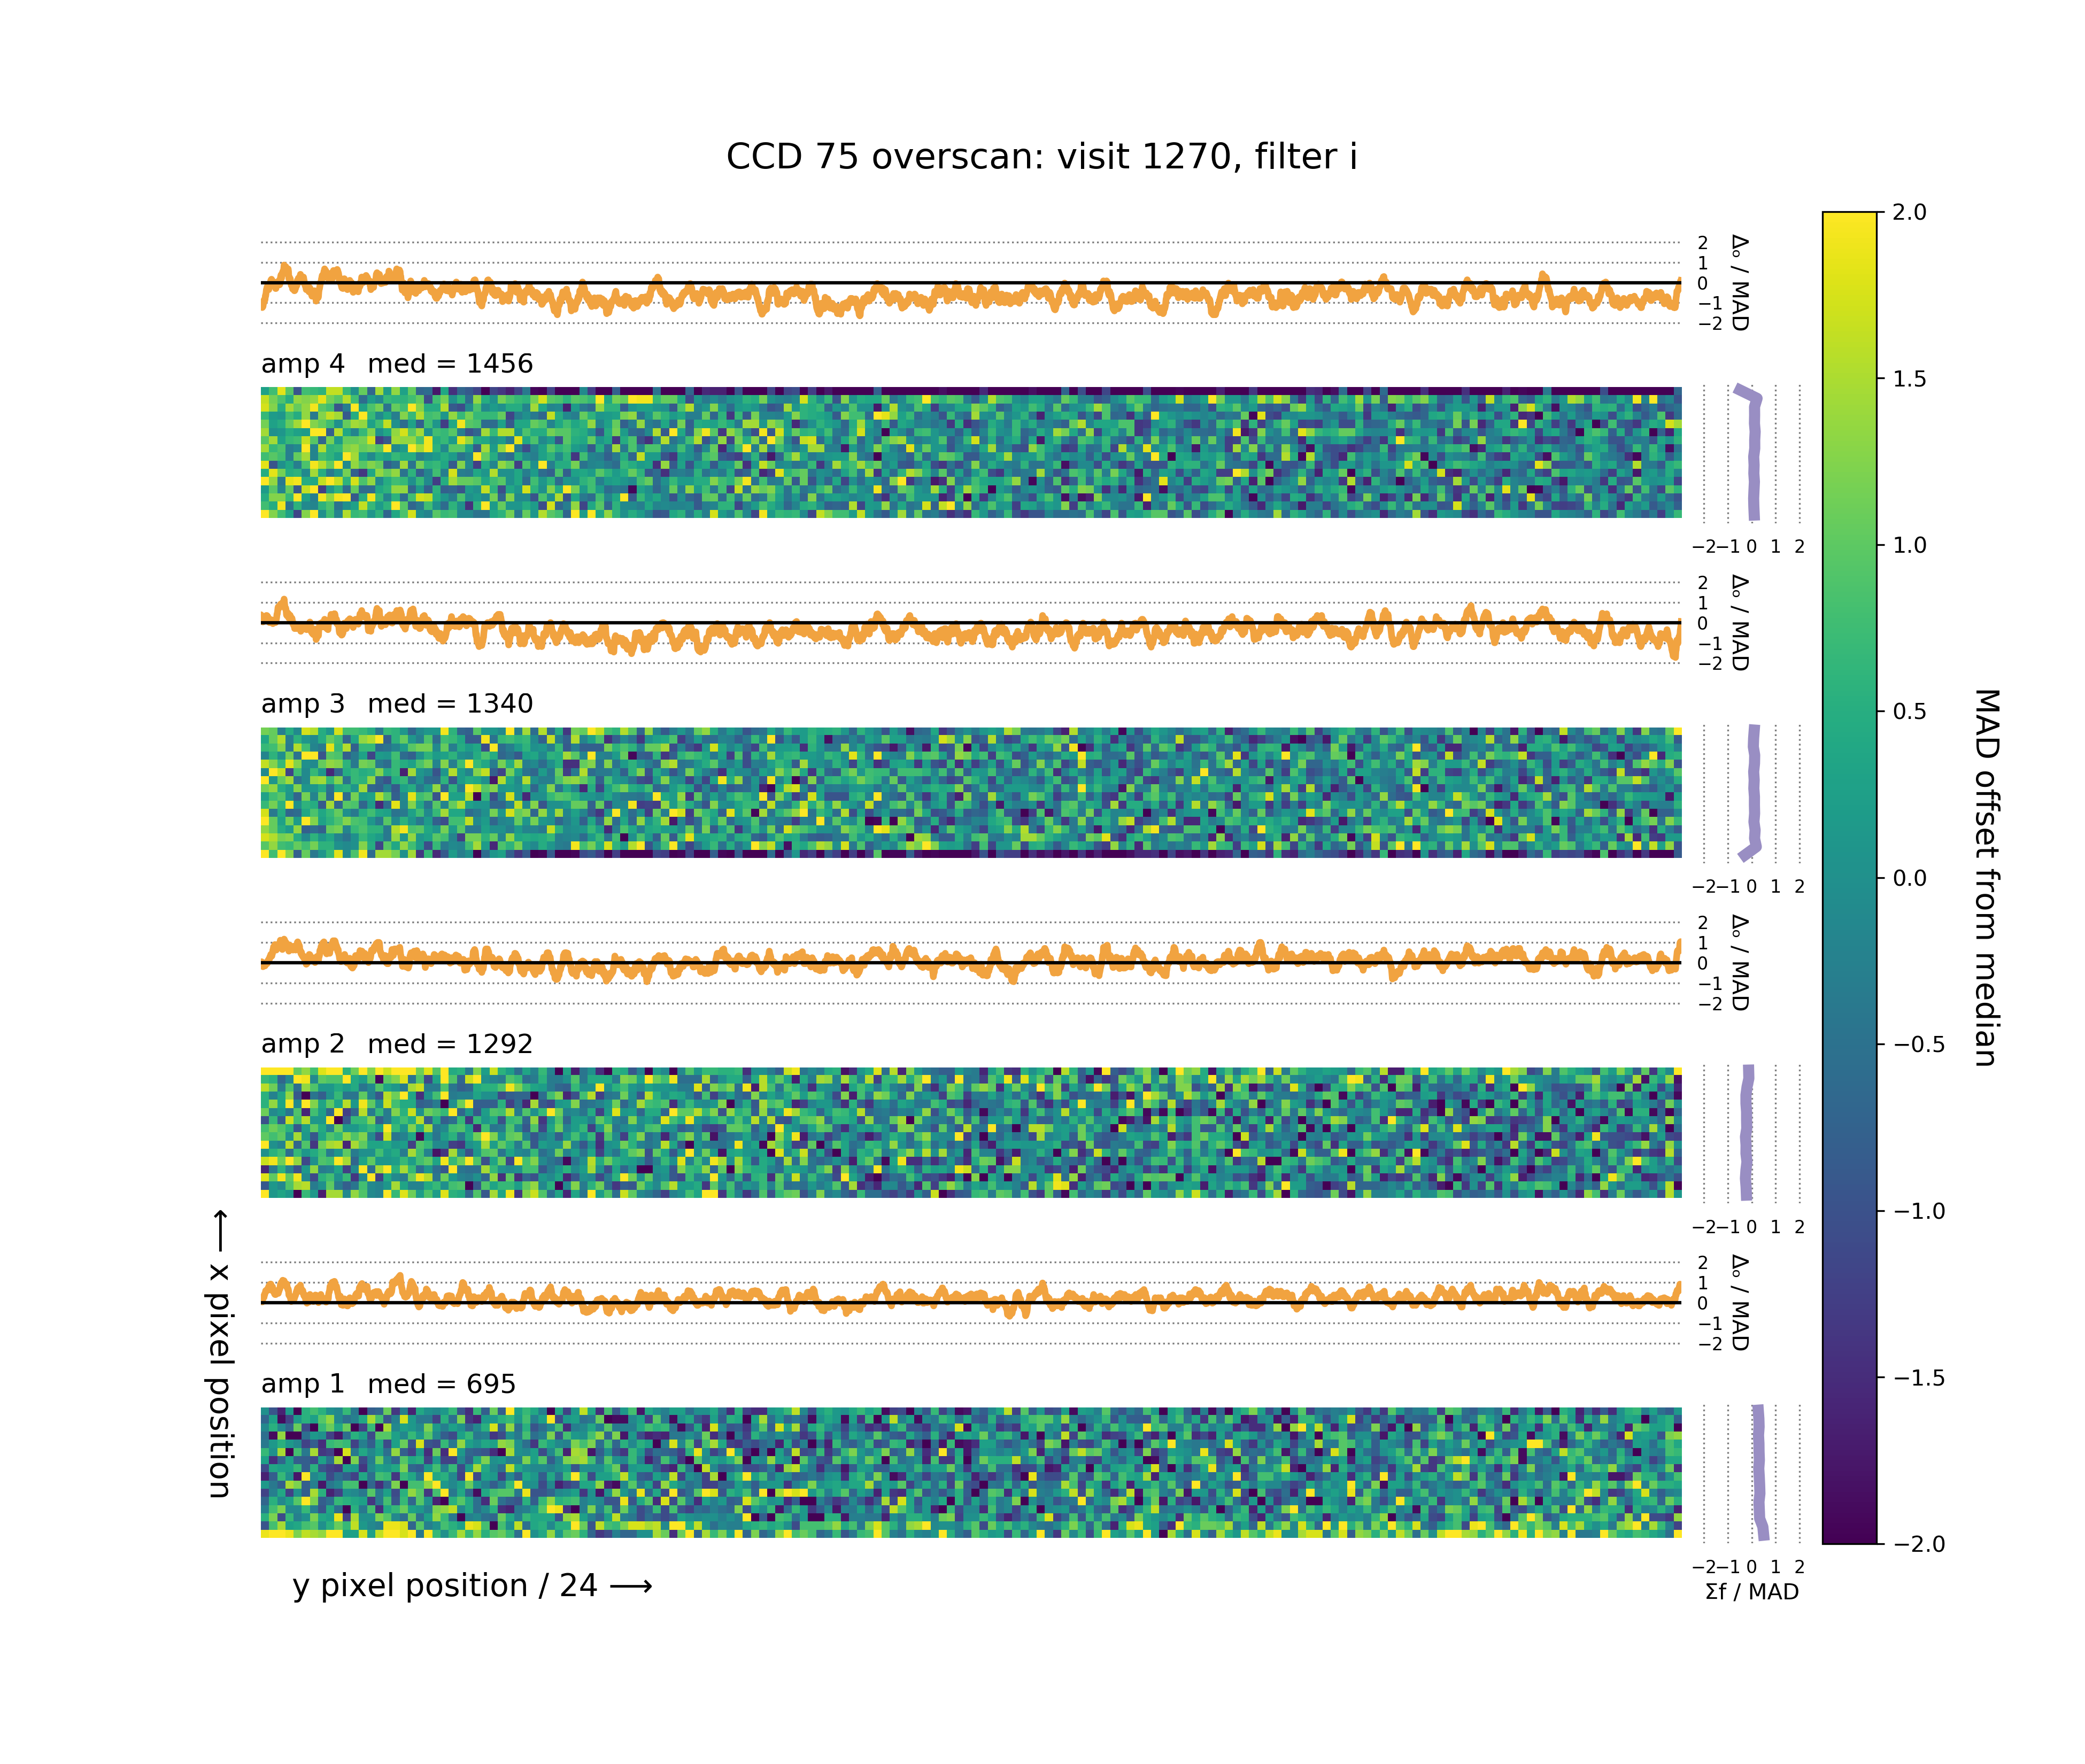 CCD 75 overscan: visit 1270, filter i
2
1
0
−1
−2
Δₒ / MAD
amp 4 med = 1456
−2 −1 0 1 2
2
1
0
−1
−2
Δₒ / MAD
amp 3 med = 1340
−2 −1 0 1 2
2
1
0
−1
−2
Δₒ / MAD
amp 2 med = 1292
−2 −1 0 1 2
2
1
0
−1
−2
Δₒ / MAD
amp 1 med = 695
−2 −1 0 1 2
Σf / MAD
y pixel position / 24 ⟶
⟵ x pixel position
2.0
1.5
1.0
0.5
0.0
−0.5
−1.0
−1.5
−2.0
MAD offset from median